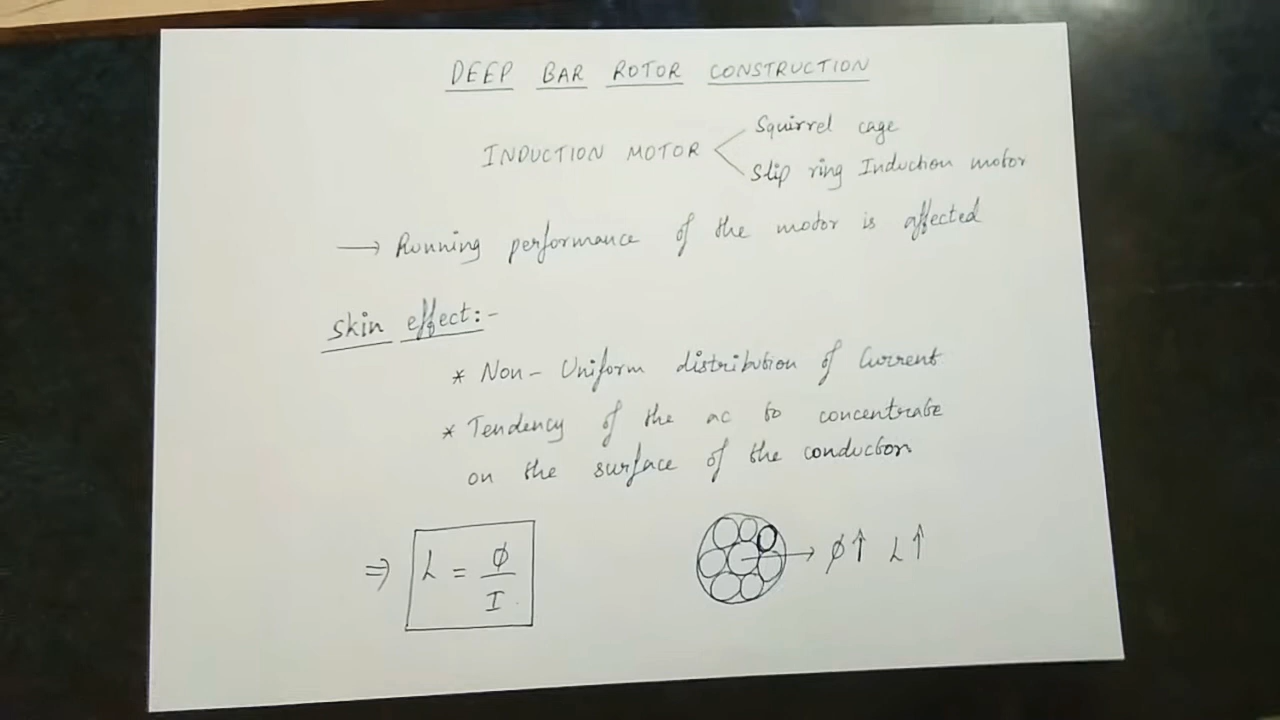 DEEP BAR ROTOR CONSTRUCTION
INDUCTION MOTOR
Squirrel cage
Slip ring Induction motor
→ Running performance of the motor is affected
Skin effect:-
* Non-Uniform distribution of Current
* Tendency of the ac to concentrate
on the surface of the conductor
⇒ L = φ / I
→ φ↑ L↑